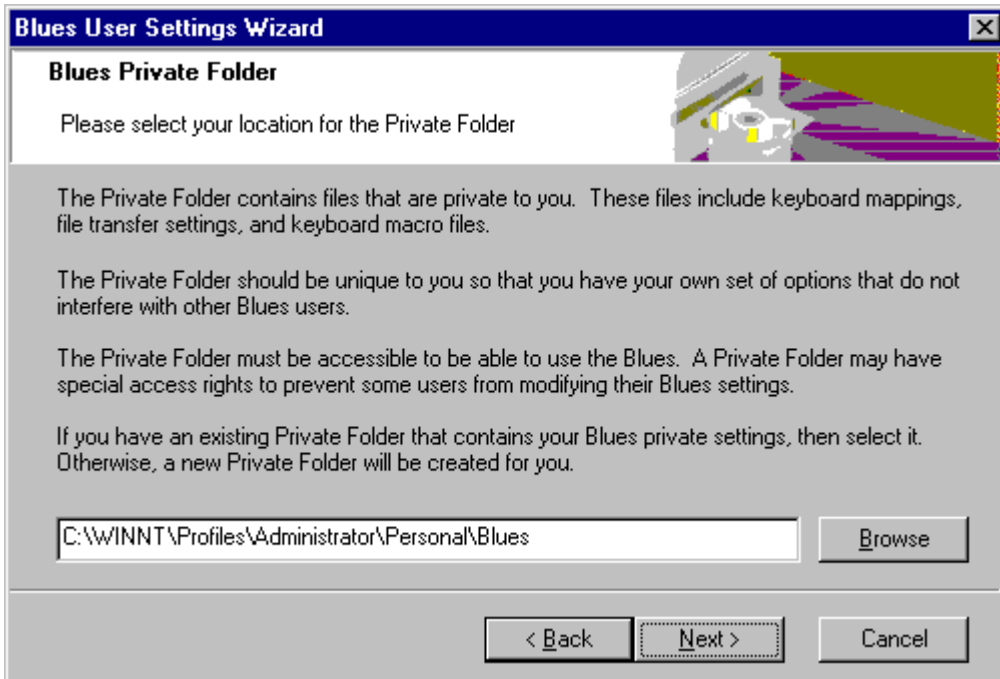 Blues User Settings Wizard
Blues Private Folder
Please select your location for the Private Folder
The Private Folder contains files that are private to you.  These files include keyboard mappings,
file transfer settings, and keyboard macro files.
The Private Folder should be unique to you so that you have your own set of options that do not
interfere with other Blues users.
The Private Folder must be accessible to be able to use the Blues.  A Private Folder may have
special access rights to prevent some users from modifying their Blues settings.
If you have an existing Private Folder that contains your Blues private settings, then select it.
Otherwise, a new Private Folder will be created for you.
C:\WINNT\Profiles\Administrator\Personal\Blues
Browse
< Back
Next >
Cancel